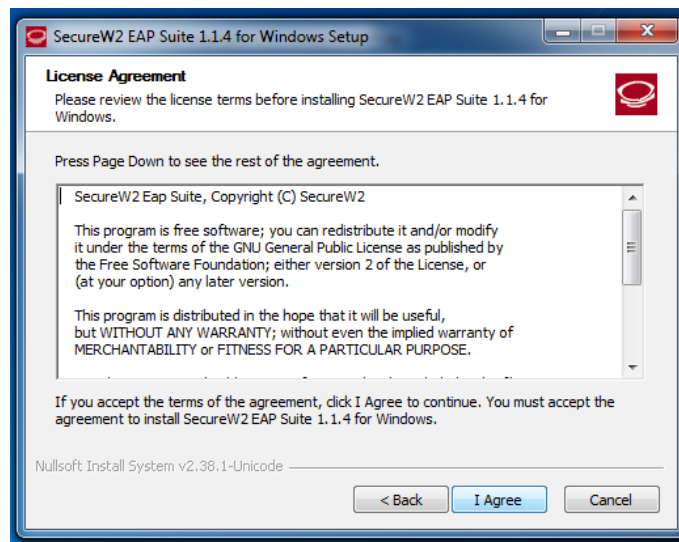 SecureW2 EAP Suite 1.1.4 for Windows Setup
License Agreement
Please review the license terms before installing SecureW2 EAP Suite 1.1.4 for
Windows.
Press Page Down to see the rest of the agreement.
SecureW2 Eap Suite, Copyright (C) SecureW2
This program is free software; you can redistribute it and/or modify
it under the terms of the GNU General Public License as published by
the Free Software Foundation; either version 2 of the License, or
(at your option) any later version.
This program is distributed in the hope that it will be useful,
but WITHOUT ANY WARRANTY; without even the implied warranty of
MERCHANTABILITY or FITNESS FOR A PARTICULAR PURPOSE.
If you accept the terms of the agreement, click I Agree to continue. You must accept the
agreement to install SecureW2 EAP Suite 1.1.4 for Windows.
Nullsoft Install System v2.38.1-Unicode
< Back I Agree Cancel